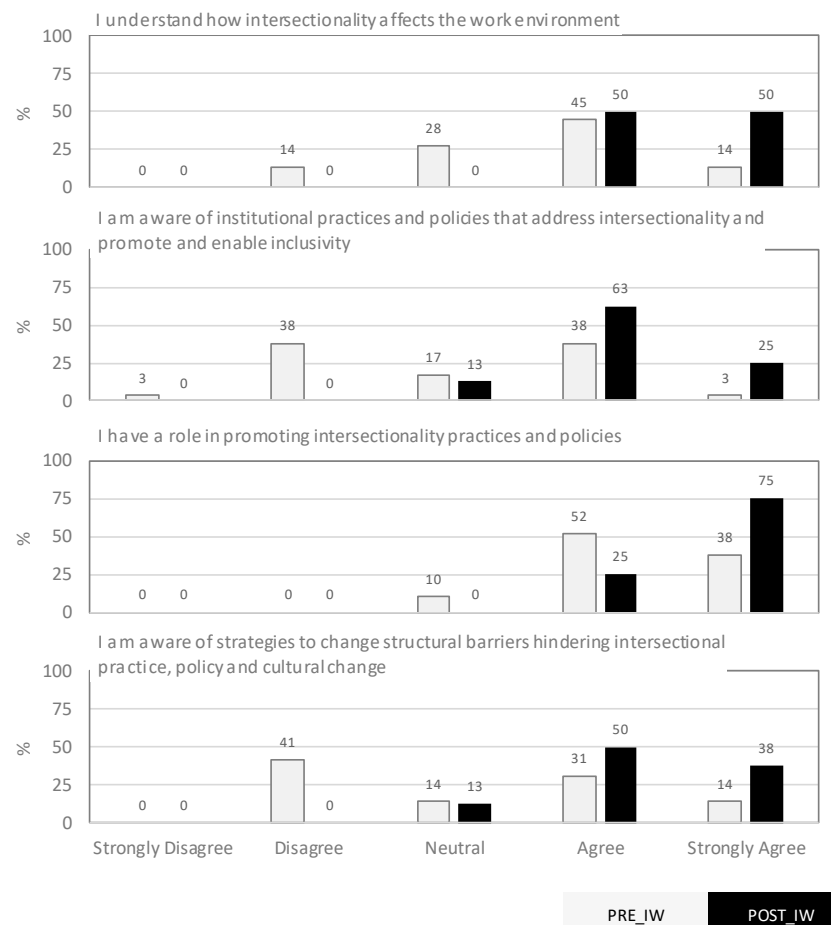 I understand how intersectionality affects the work environment
100
75
50
25
0
%
0 0 14 0 28 0 45 50 14 50
I am aware of institutional practices and policies that address intersectionality and
promote and enable inclusivity
100
75
50
25
0
%
3 0 38 0 17 13 38 63 3 25
I have a role in promoting intersectionality practices and policies
100
75
50
25
0
%
0 0 0 0 10 0 52 25 38 75
I am aware of strategies to change structural barriers hindering intersectional
practice, policy and cultural change
100
75
50
25
0
%
0 0 41 0 14 13 31 50 14 38
Strongly Disagree Disagree Neutral Agree Strongly Agree
PRE_IW POST_IW